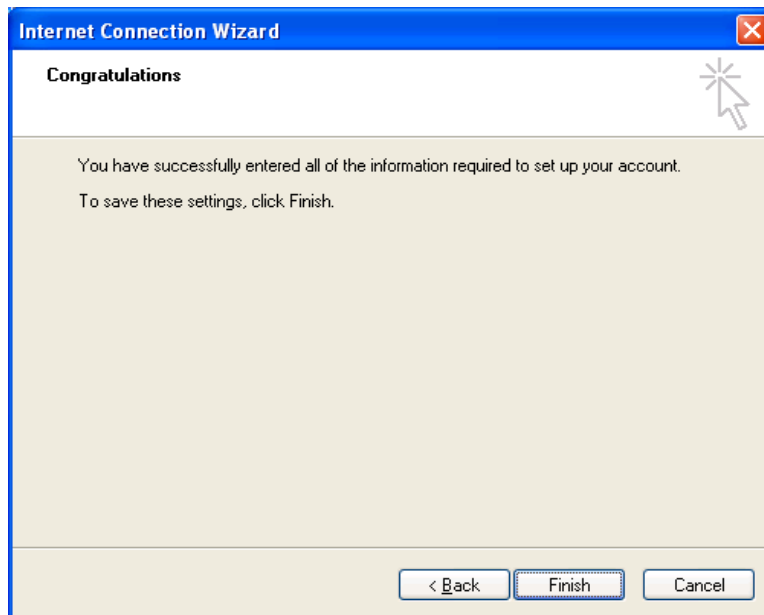 Internet Connection Wizard
Congratulations
You have successfully entered all of the information required to set up your account.
To save these settings, click Finish.
< Back Finish Cancel